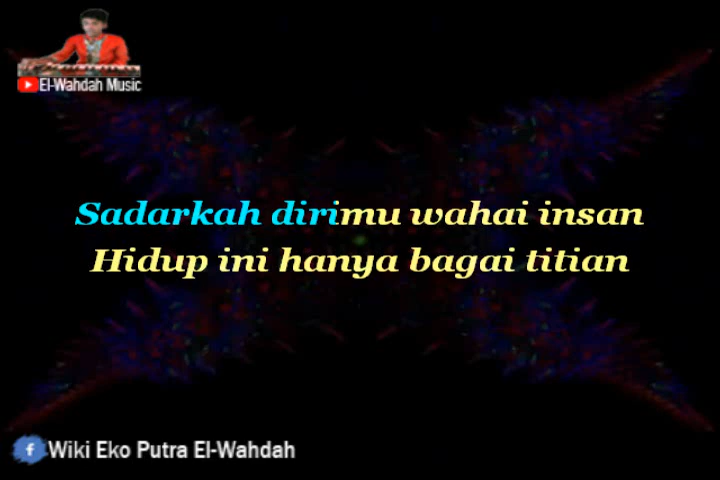 El-Wahdah Music
Sadarkah dirimu wahai insan
Hidup ini hanya bagai titian
f Wiki Eko Putra El-Wahdah